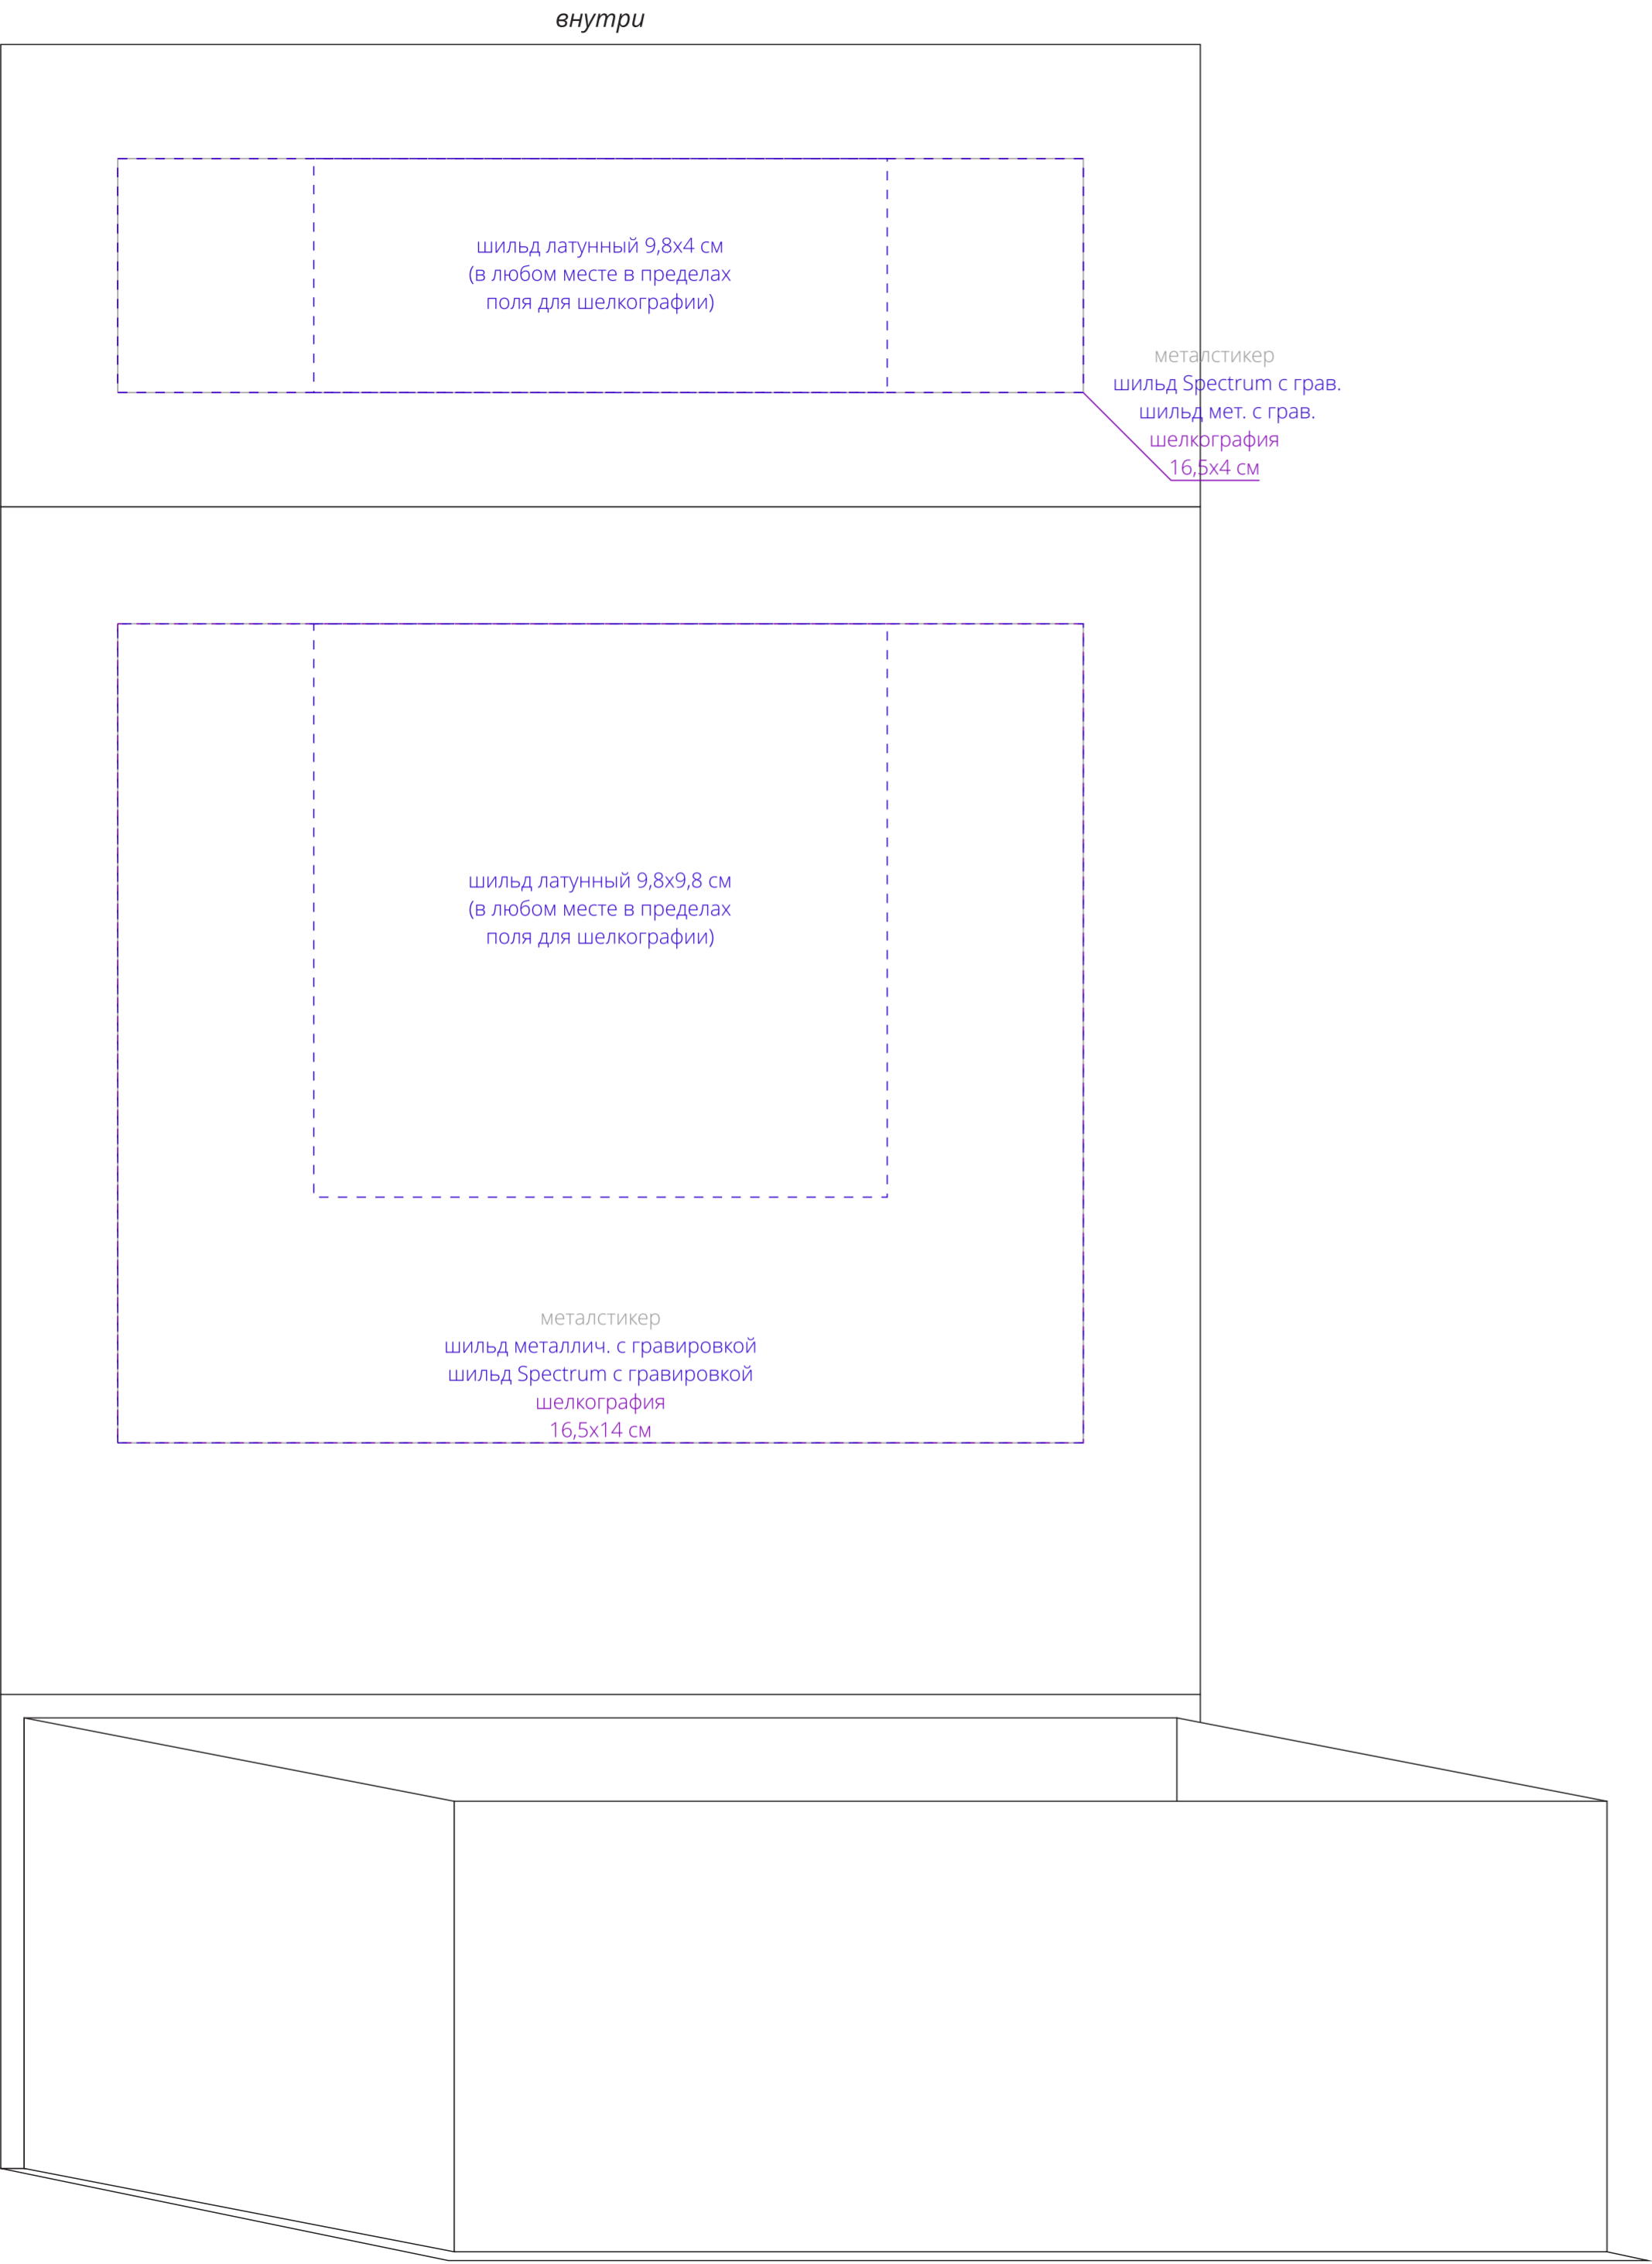 внутри
шильд латунный 9,8х4 см
(в любом месте в пределах
поля для шелкографии)
металстикер
шильд Spectrum с грав.
шильд мет. с грав.
шелкография
16,5х4 см
шильд латунный 9,8х9,8 см
(в любом месте в пределах
поля для шелкографии)
металстикер
шильд металлич. с гравировкой
шильд Spectrum с гравировкой
шелкография
16,5х14 см